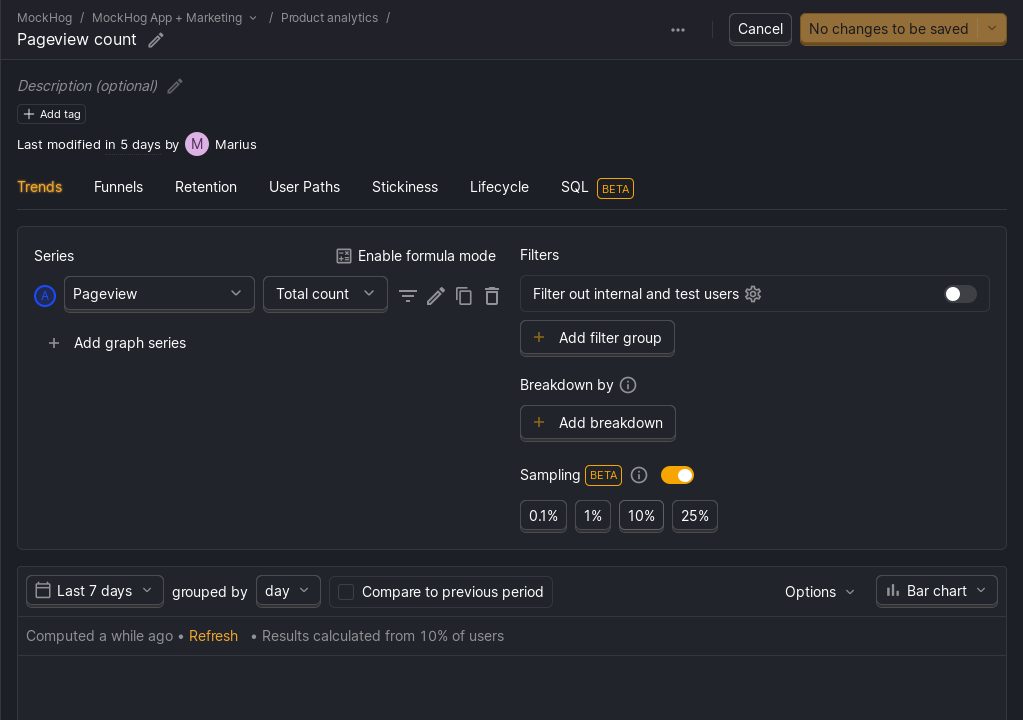 MockHog / MockHog App + Marketing / Product analytics /
Pageview count
Cancel
No changes to be saved
Description (optional)
Add tag
Last modified in 5 days by M Marius
Trends Funnels Retention User Paths Stickiness Lifecycle SQL BETA
Series
Enable formula mode
A Pageview Total count
Add graph series
Filters
Filter out internal and test users
Add filter group
Breakdown by
Add breakdown
Sampling BETA
0.1% 1% 10% 25%
Last 7 days grouped by day Compare to previous period Options Bar chart
Computed a while ago • Refresh • Results calculated from 10% of users